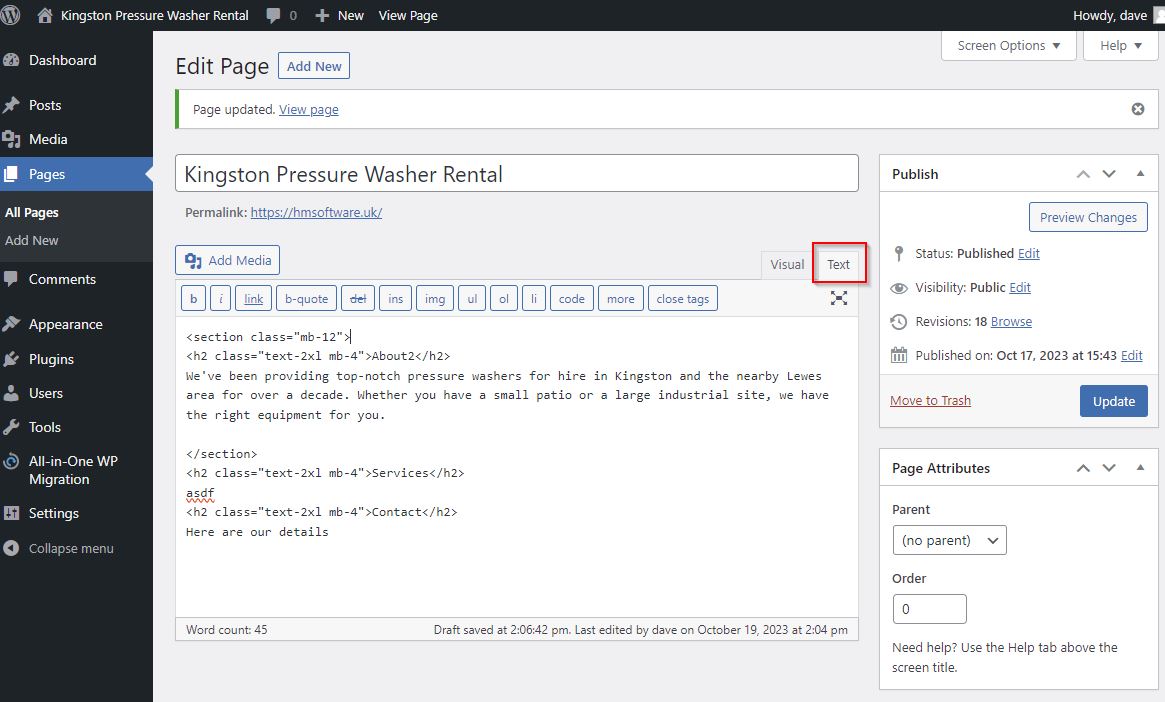 Kingston Pressure Washer Rental 0 New View Page Howdy, dave
Dashboard
Posts
Media
Pages
All Pages
Add New
Comments
Appearance
Plugins
Users
Tools
All-in-One WP
Migration
Settings
Collapse menu
Screen Options Help
Edit Page Add New
Page updated. View page
Kingston Pressure Washer Rental
Permalink: https://hmsoftware.uk/
Add Media Visual Text
b i link b-quote del ins img ul ol li code more close tags
<section class="mb-12">
<h2 class="text-2xl mb-4">About2</h2>
We've been providing top-notch pressure washers for hire in Kingston and the nearby Lewes
area for over a decade. Whether you have a small patio or a large industrial site, we have
the right equipment for you.
</section>
<h2 class="text-2xl mb-4">Services</h2>
asdf
<h2 class="text-2xl mb-4">Contact</h2>
Here are our details
Word count: 45 Draft saved at 2:06:42 pm. Last edited by dave on October 19, 2023 at 2:04 pm
Publish
Preview Changes
Status: Published Edit
Visibility: Public Edit
Revisions: 18 Browse
Published on: Oct 17, 2023 at 15:43 Edit
Move to Trash Update
Page Attributes
Parent
(no parent)
Order
0
Need help? Use the Help tab above the
screen title.